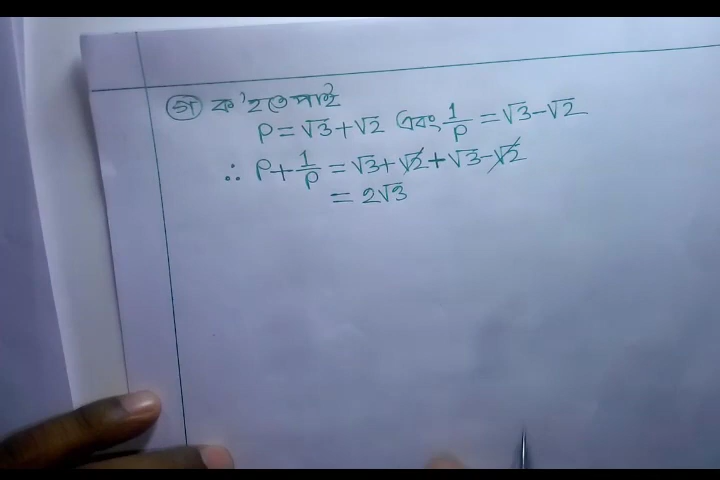 গ ক 'হতে পাই
P = √3 + √2 এবং 1/P = √3 - √2
∴ P + 1/P = √3 + √2 + √3 - √2
= 2√3